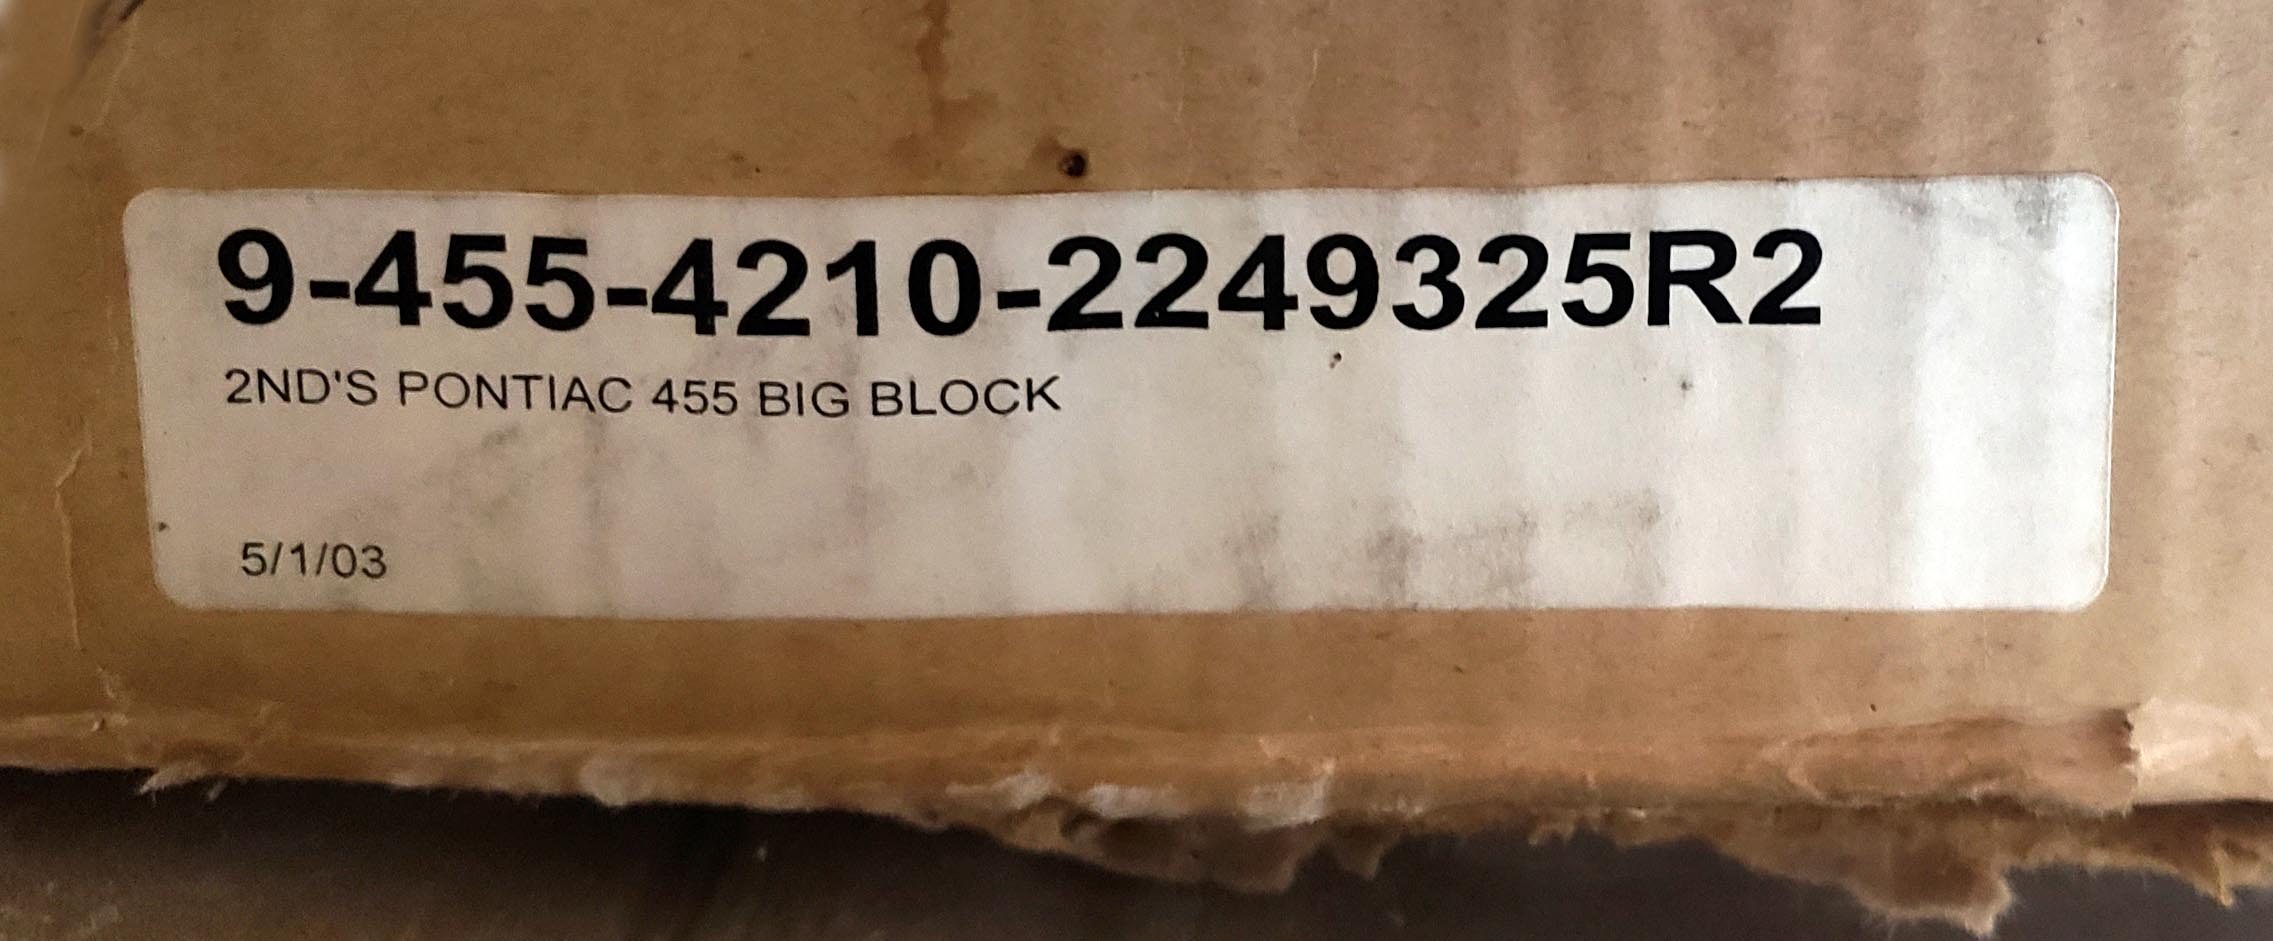 9-455-4210-2249325R2
2ND'S PONTIAC 455 BIG BLOCK
5/1/03